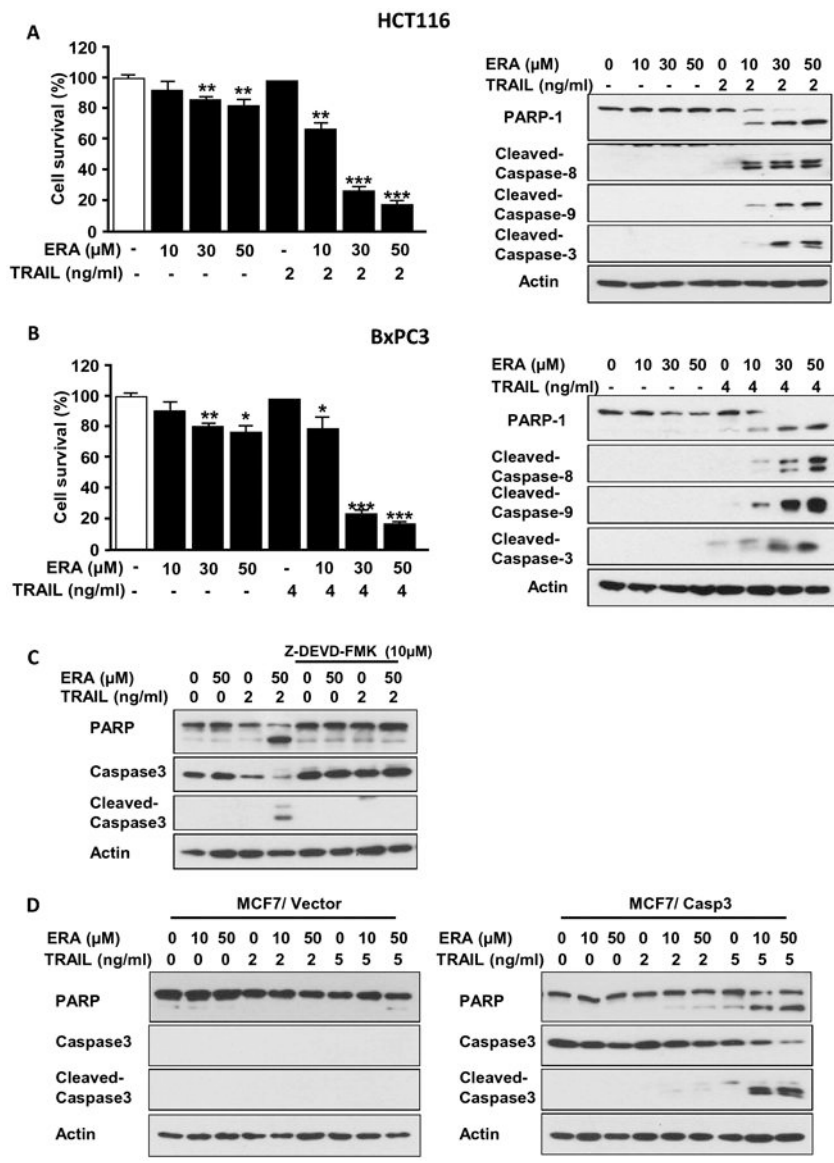 HCT116
A
120
100
80
60
40
20
0
Cell survival (%)
** ** ** *** ***
ERA (µM) - 10 30 50 - 10 30 50
TRAIL (ng/ml) - - - - 2 2 2 2
ERA (µM) 0 10 30 50 0 10 30 50
TRAIL (ng/ml) - - - - 2 2 2 2
PARP-1
Cleaved-
Caspase-8
Cleaved-
Caspase-9
Cleaved-
Caspase-3
Actin
B
BxPC3
120
100
80
60
40
20
0
Cell survival (%)
** * * *** ***
ERA (µM) - 10 30 50 - 10 30 50
TRAIL (ng/ml) - - - - 4 4 4 4
ERA (µM) 0 10 30 50 0 10 30 50
TRAIL (ng/ml) - - - - 4 4 4 4
PARP-1
Cleaved-
Caspase-8
Cleaved-
Caspase-9
Cleaved-
Caspase-3
Actin
C
Z-DEVD-FMK (10µM)
ERA (µM) 0 50 0 50 0 50 0 50
TRAIL (ng/ml) 0 0 2 2 0 0 2 2
PARP
Caspase3
Cleaved-
Caspase3
Actin
D
MCF7/ Vector
ERA (µM) 0 10 50 0 10 50 0 10 50
TRAIL (ng/ml) 0 0 0 2 2 2 5 5 5
PARP
Caspase3
Cleaved-
Caspase3
Actin
MCF7/ Casp3
ERA (µM) 0 10 50 0 10 50 0 10 50
TRAIL (ng/ml) 0 0 0 2 2 2 5 5 5
PARP
Caspase3
Cleaved-
Caspase3
Actin